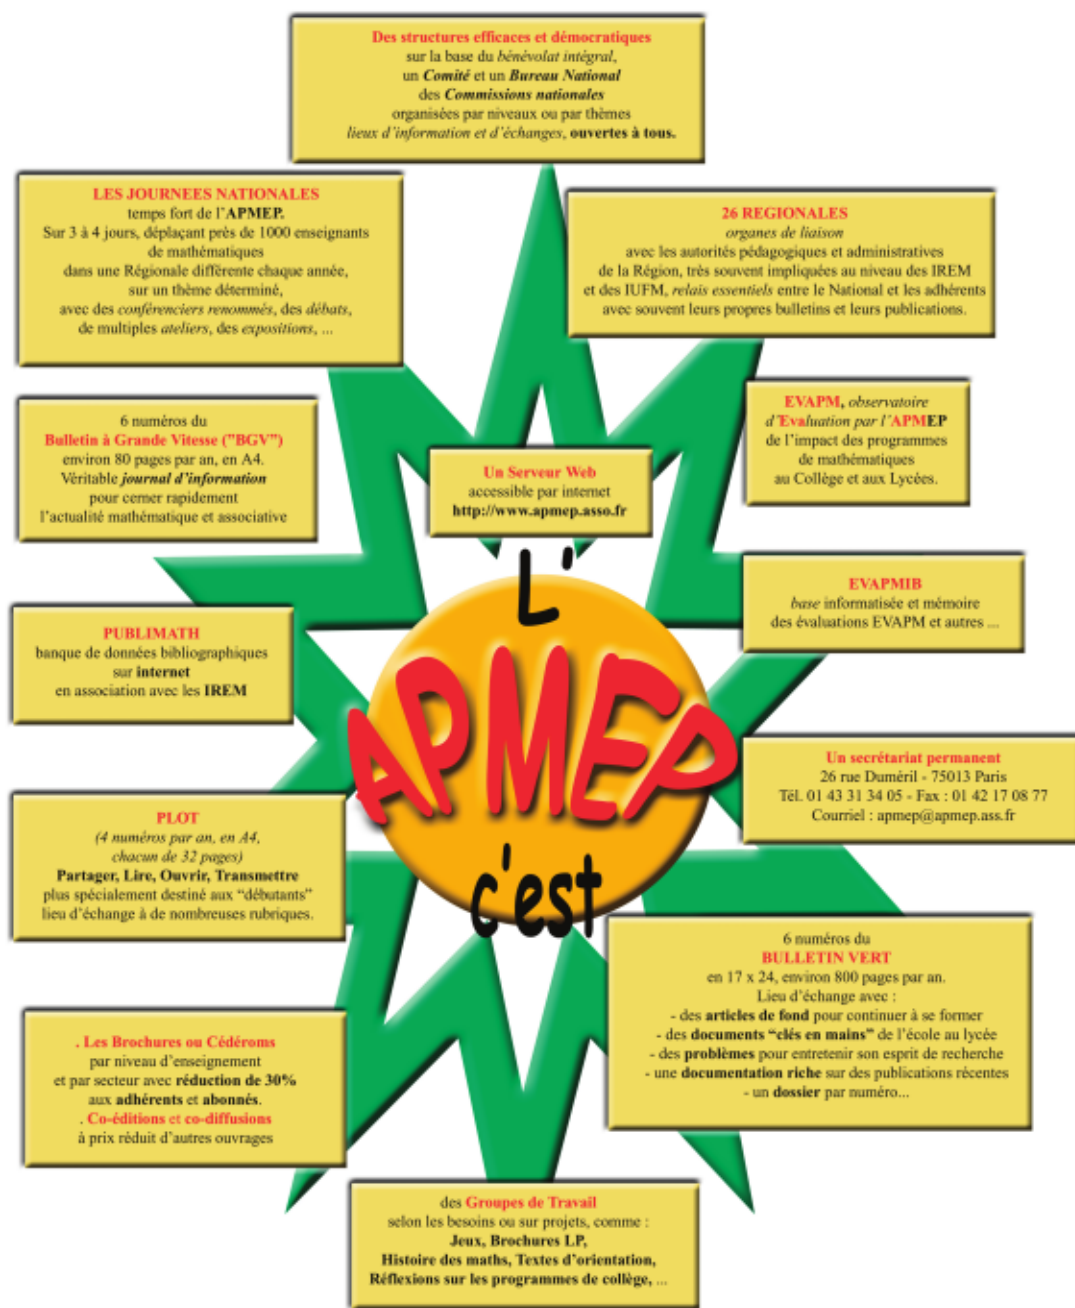 Des structures efficaces et démocratiques
sur la base du bénévolat intégral,
un Comité et un Bureau National
des Commissions nationales
organisées par niveaux ou par thèmes
lieux d'information et d'échanges, ouvertes à tous.
LES JOURNEES NATIONALES
temps fort de l'APMEP.
Sur 3 à 4 jours, déplaçant près de 1000 enseignants
de mathématiques
dans une Régionale différente chaque année,
sur un thème déterminé,
avec des conférenciers renommés, des débats,
de multiples ateliers, des expositions, ...
26 REGIONALES
organes de liaison
avec les autorités pédagogiques et administratives
de la Région, très souvent impliquées au niveau des IREM
et des IUFM, relais essentiels entre le National et les adhérents
avec souvent leurs propres bulletins et leurs publications.
6 numéros du
Bulletin à Grande Vitesse ("BGV")
environ 80 pages par an, en A4.
Véritable journal d'information
pour cerner rapidement
l'actualité mathématique et associative
Un Serveur Web
accessible par internet
http://www.apmep.asso.fr
EVAPM, observatoire
d'Evaluation par l'APMEP
de l'impact des programmes
de mathématiques
au Collège et aux Lycées.
EVAPMIB
base informatisée et mémoire
des évaluations EVAPM et autres ...
PUBLIMATH
banque de données bibliographiques
sur internet
en association avec les IREM
L'
APMEP
c'est
Un secrétariat permanent
26 rue Duméril - 75013 Paris
Tél. 01 43 31 34 05 - Fax : 01 42 17 08 77
Courriel : apmep@apmep.ass.fr
PLOT
(4 numéros par an, en A4,
chacun de 32 pages)
Partager, Lire, Ouvrir, Transmettre
plus spécialement destiné aux "débutants"
lieu d'échange à de nombreuses rubriques.
6 numéros du
BULLETIN VERT
en 17 x 24, environ 800 pages par an.
Lieu d'échange avec :
- des articles de fond pour continuer à se former
- des documents "clés en mains" de l'école au lycée
- des problèmes pour entretenir son esprit de recherche
- une documentation riche sur des publications récentes
- un dossier par numéro...
. Les Brochures ou Cédéroms
par niveau d'enseignement
et par secteur avec réduction de 30%
aux adhérents et abonnés.
. Co-éditions et co-diffusions
à prix réduit d'autres ouvrages
des Groupes de Travail
selon les besoins ou sur projets, comme :
Jeux, Brochures LP,
Histoire des maths, Textes d'orientation,
Réflexions sur les programmes de collège, ...